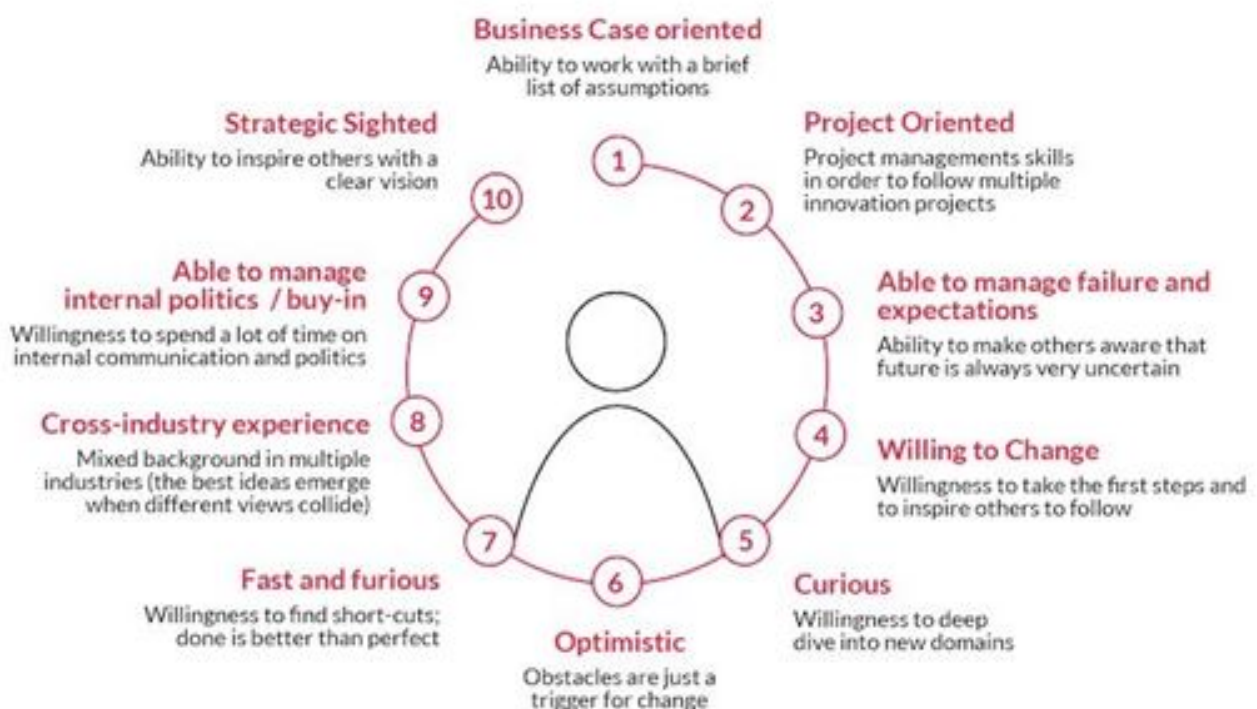 Business Case oriented
Ability to work with a brief
list of assumptions
1
Project Oriented
Project managements skills
in order to follow multiple
innovation projects
2
Able to manage failure and
expectations
Ability to make others aware that
future is always very uncertain
3
Willing to Change
Willingness to take the first steps and
to inspire others to follow
4
Curious
Willingness to deep
dive into new domains
5
Optimistic
Obstacles are just a
trigger for change
6
Fast and furious
Willingness to find short-cuts;
done is better than perfect
7
Cross-industry experience
Mixed background in multiple
industries (the best ideas emerge
when different views collide)
8
Able to manage
internal politics / buy-in
Willingness to spend a lot of time on
internal communication and politics
9
Strategic Sighted
Ability to inspire others with a
clear vision
10